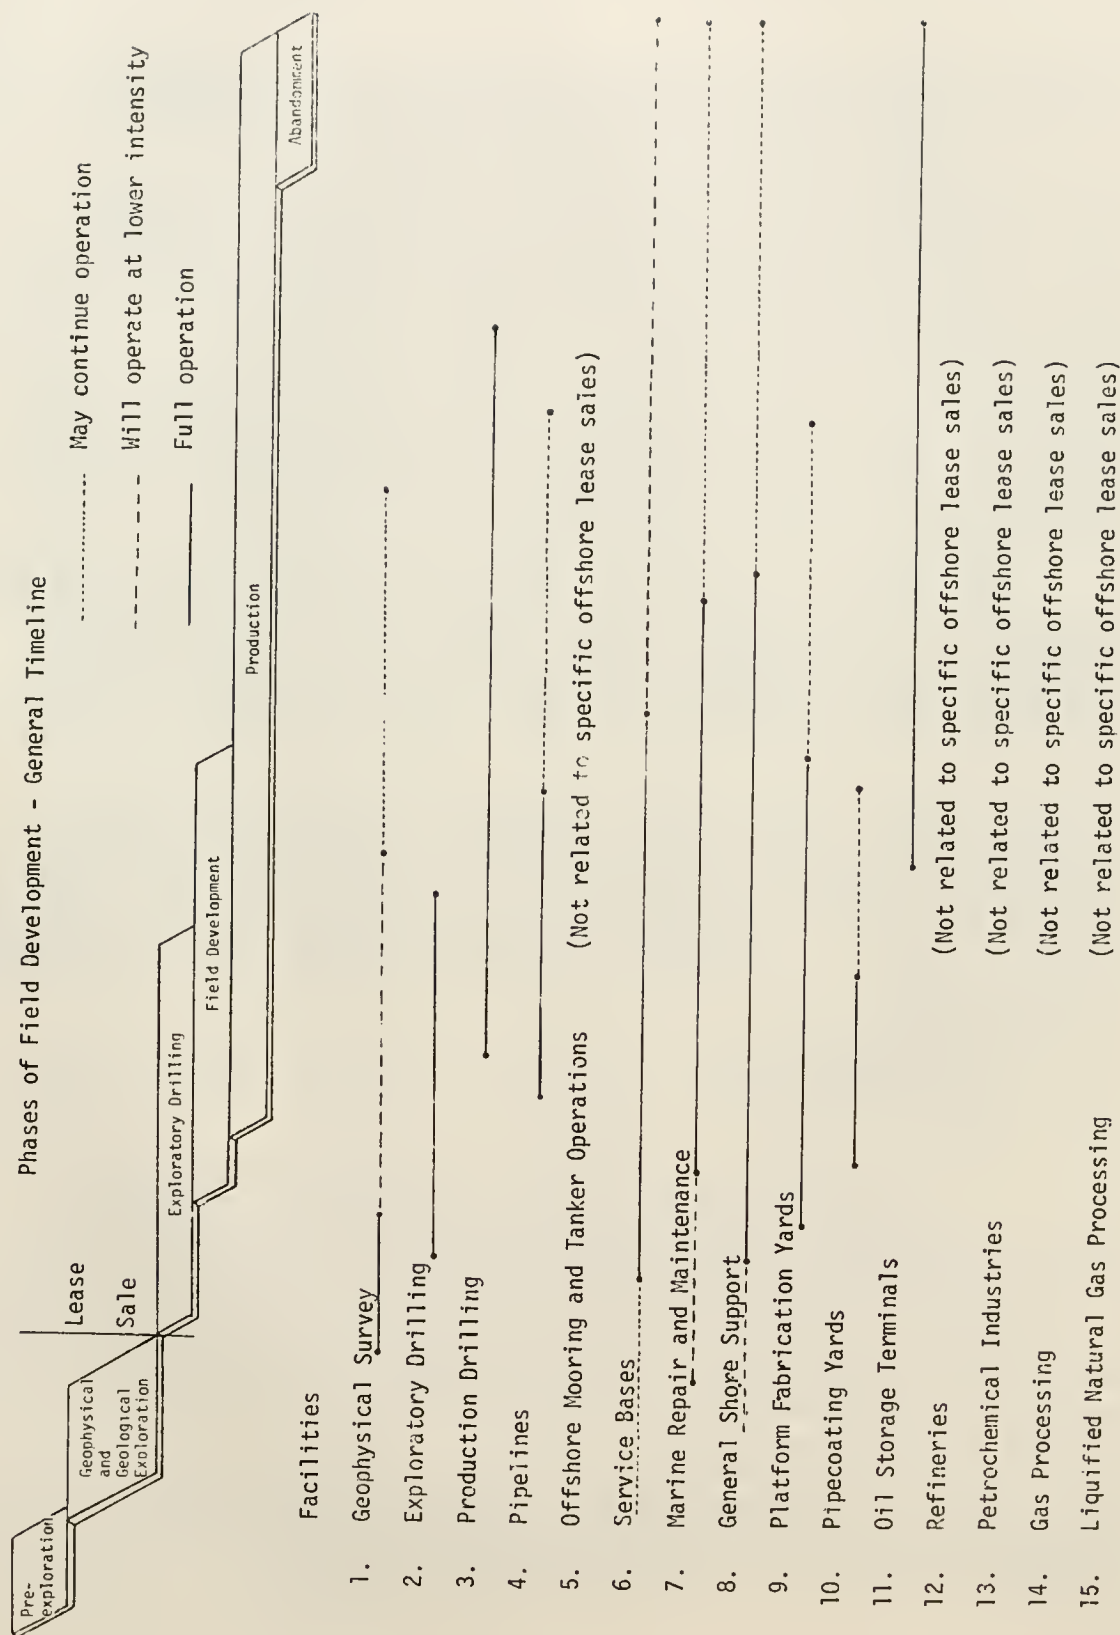 Phases of Field Development - General Timeline
May continue operation
Will operate at lower intensity
Full operation
Pre-
exploration
Geophysical
and
Geological
Exoloration
Lease
Sale
Exploratory Drilling
Field Development
Production
Abandonment
Facilities
1. Geophysical Survey
2. Exploratory Drilling
3. Production Drilling
4. Pipelines
5. Offshore Mooring and Tanker Operations (Not related to specific offshore lease sales)
6. Service Bases
7. Marine Repair and Maintenance
8. General Shore Support
9. Platform Fabrication Yards
10. Pipecoating Yards
11. Oil Storage Terminals
12. Refineries (Not related to specific offshore lease sales)
13. Petrochemical Industries (Not related to specific offshore lease sales)
14. Gas Processing (Not related to specific offshore lease sales)
15. Liquified Natural Gas Processing (Not related to specific offshore lease sales)